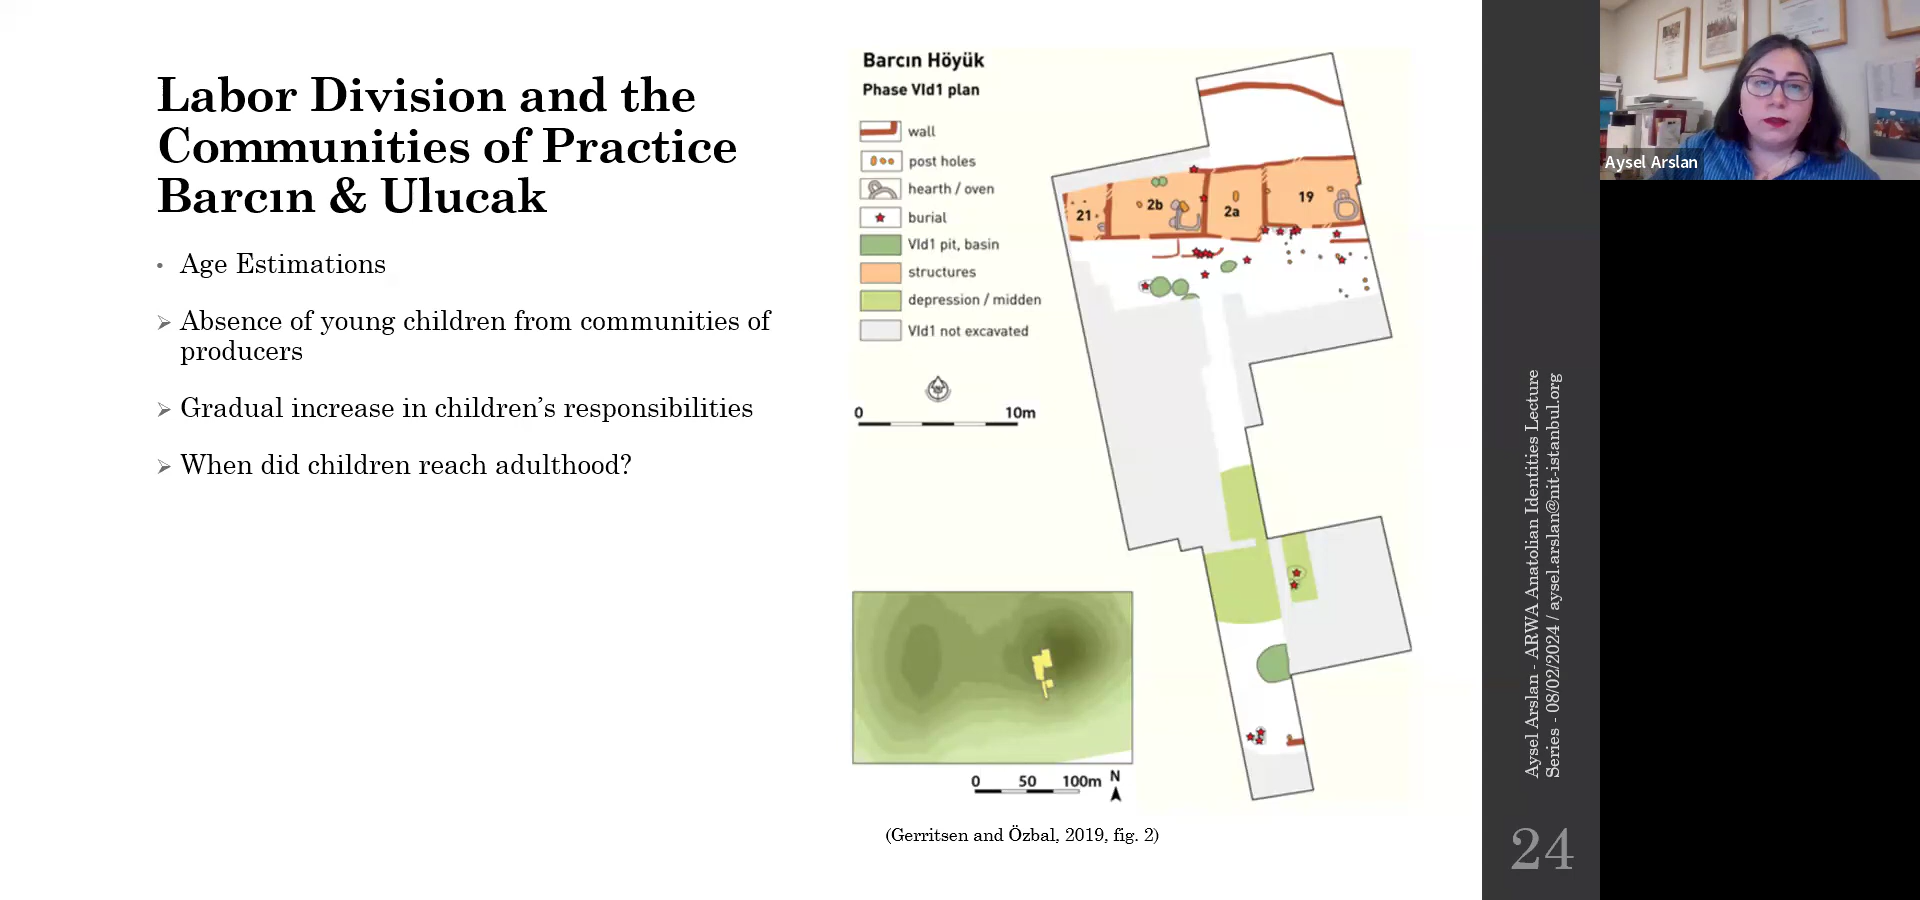 Labor Division and the
Communities of Practice
Barcın & Ulucak
• Age Estimations
➢ Absence of young children from communities of
producers
➢ Gradual increase in children’s responsibilities
➢ When did children reach adulthood?
Barcın Höyük
Phase VId1 plan
wall
post holes
hearth / oven
burial
VId1 pit, basin
structures
depression / midden
VId1 not excavated
0 10m
21 2b 2a 19
0 50 100m N
(Gerritsen and Özbal, 2019, fig. 2)
Aysel Arslan - ARWA Anatolian Identities Lecture
Series - 08/02/2024 / aysel.arslan@nit-istanbul.org
24
Aysel Arslan